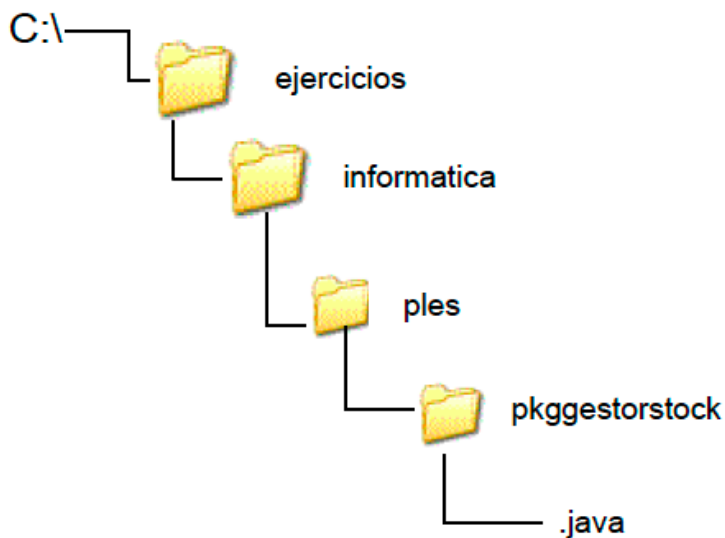 C:\
ejercicios
informatica
ples
pkggestorstock
.java